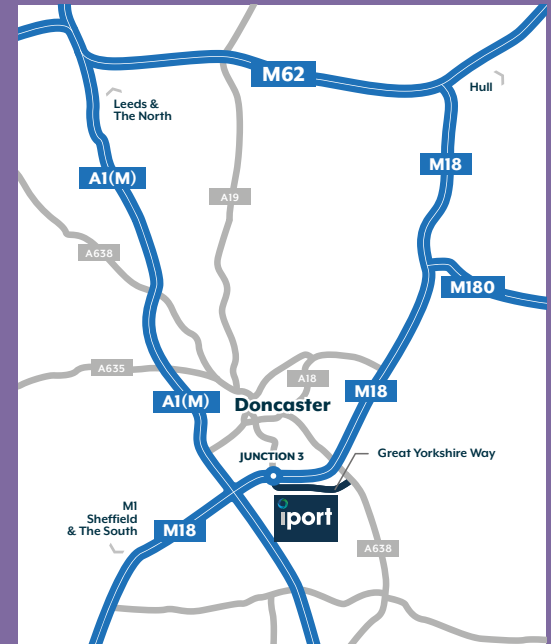 M62
Hull
Leeds &
The North
M18
A1(M)
A19
A638
M180
A635
A18
M18
A1(M)
Doncaster
JUNCTION 3
Great Yorkshire Way
M1
Sheffield
& The South
iport
M18
A638